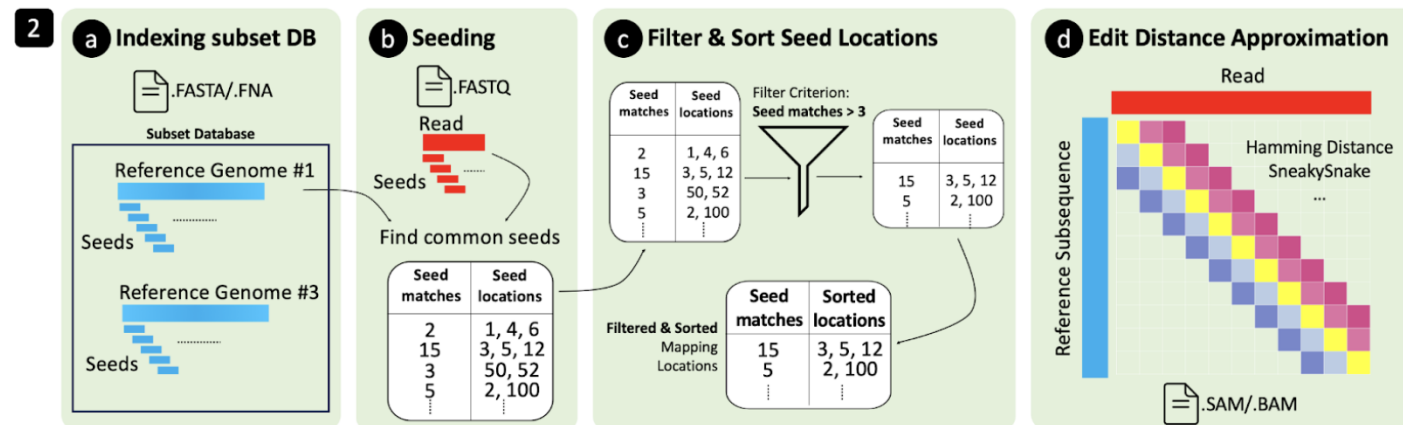 2
a Indexing subset DB
.FASTA/.FNA
Subset Database
Reference Genome #1
Seeds
Reference Genome #3
Seeds
b Seeding
.FASTQ
Read
Seeds
Find common seeds
Seed matches Seed locations
2 1, 4, 6
15 3, 5, 12
3 50, 52
5 2, 100
c Filter & Sort Seed Locations
Seed matches Seed locations
2 1, 4, 6
15 3, 5, 12
3 50, 52
5 2, 100
Filter Criterion:
Seed matches > 3
Seed matches Seed locations
15 3, 5, 12
5 2, 100
Filtered & Sorted
Mapping
Locations
Seed matches Sorted locations
15 3, 5, 12
5 2, 100
d Edit Distance Approximation
Read
Reference Subsequence
Hamming Distance
SneakySnake
...
.SAM/.BAM